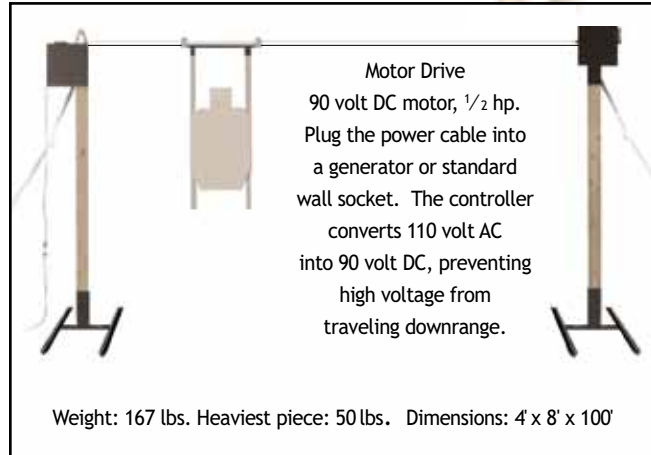 Motor Drive
90 volt DC motor, 1/2 hp.
Plug the power cable into
a generator or standard
wall socket. The controller
converts 110 volt AC
into 90 volt DC, preventing
high voltage from
traveling downrange.
Weight: 167 lbs. Heaviest piece: 50 lbs. Dimensions: 4' x 8' x 100'